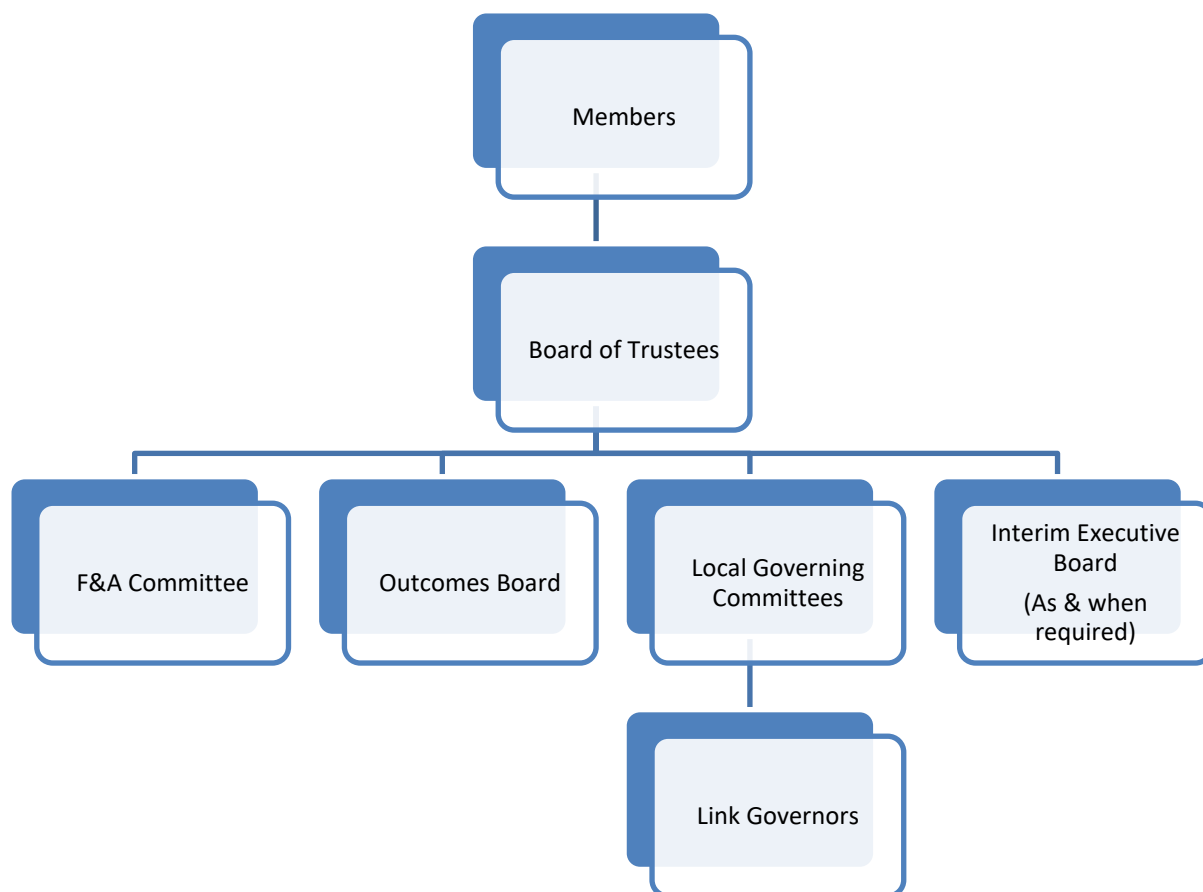 Members
Board of Trustees
F&A Committee
Outcomes Board
Local Governing
Committees
Interim Executive
Board
(As & when
required)
Link Governors